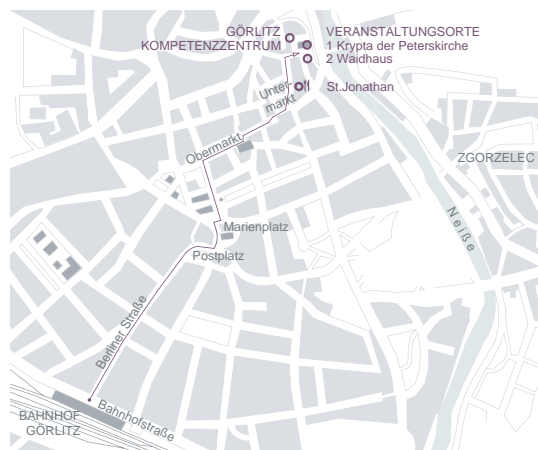 GÖRLITZ
KOMPETENZZENTRUM
VERANSTALTUNGSORTE
1 Krypta der Peterskirche
2 Waidhaus
St.Jonathan
Unter-
markt
Obermarkt
ZGORZELEC
Neiße
Marienplatz
Postplatz
Berliner Straße
Bahnhofstraße
BAHNHOF
GÖRLITZ